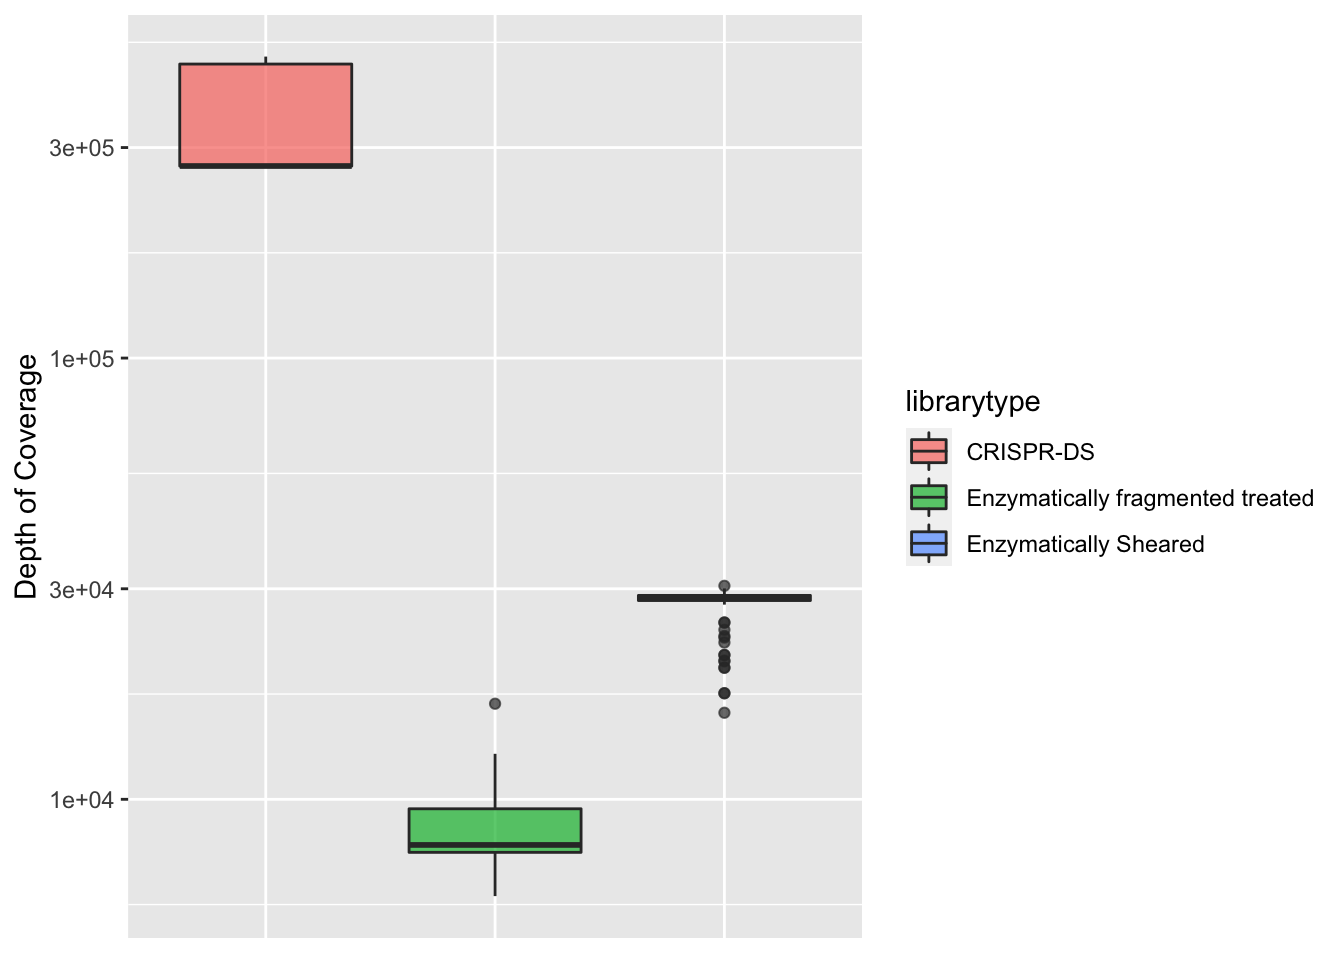 Depth of Coverage
3e+05
1e+05
3e+04
1e+04
librarytype
CRISPR-DS
Enzymatically fragmented treated
Enzymatically Sheared